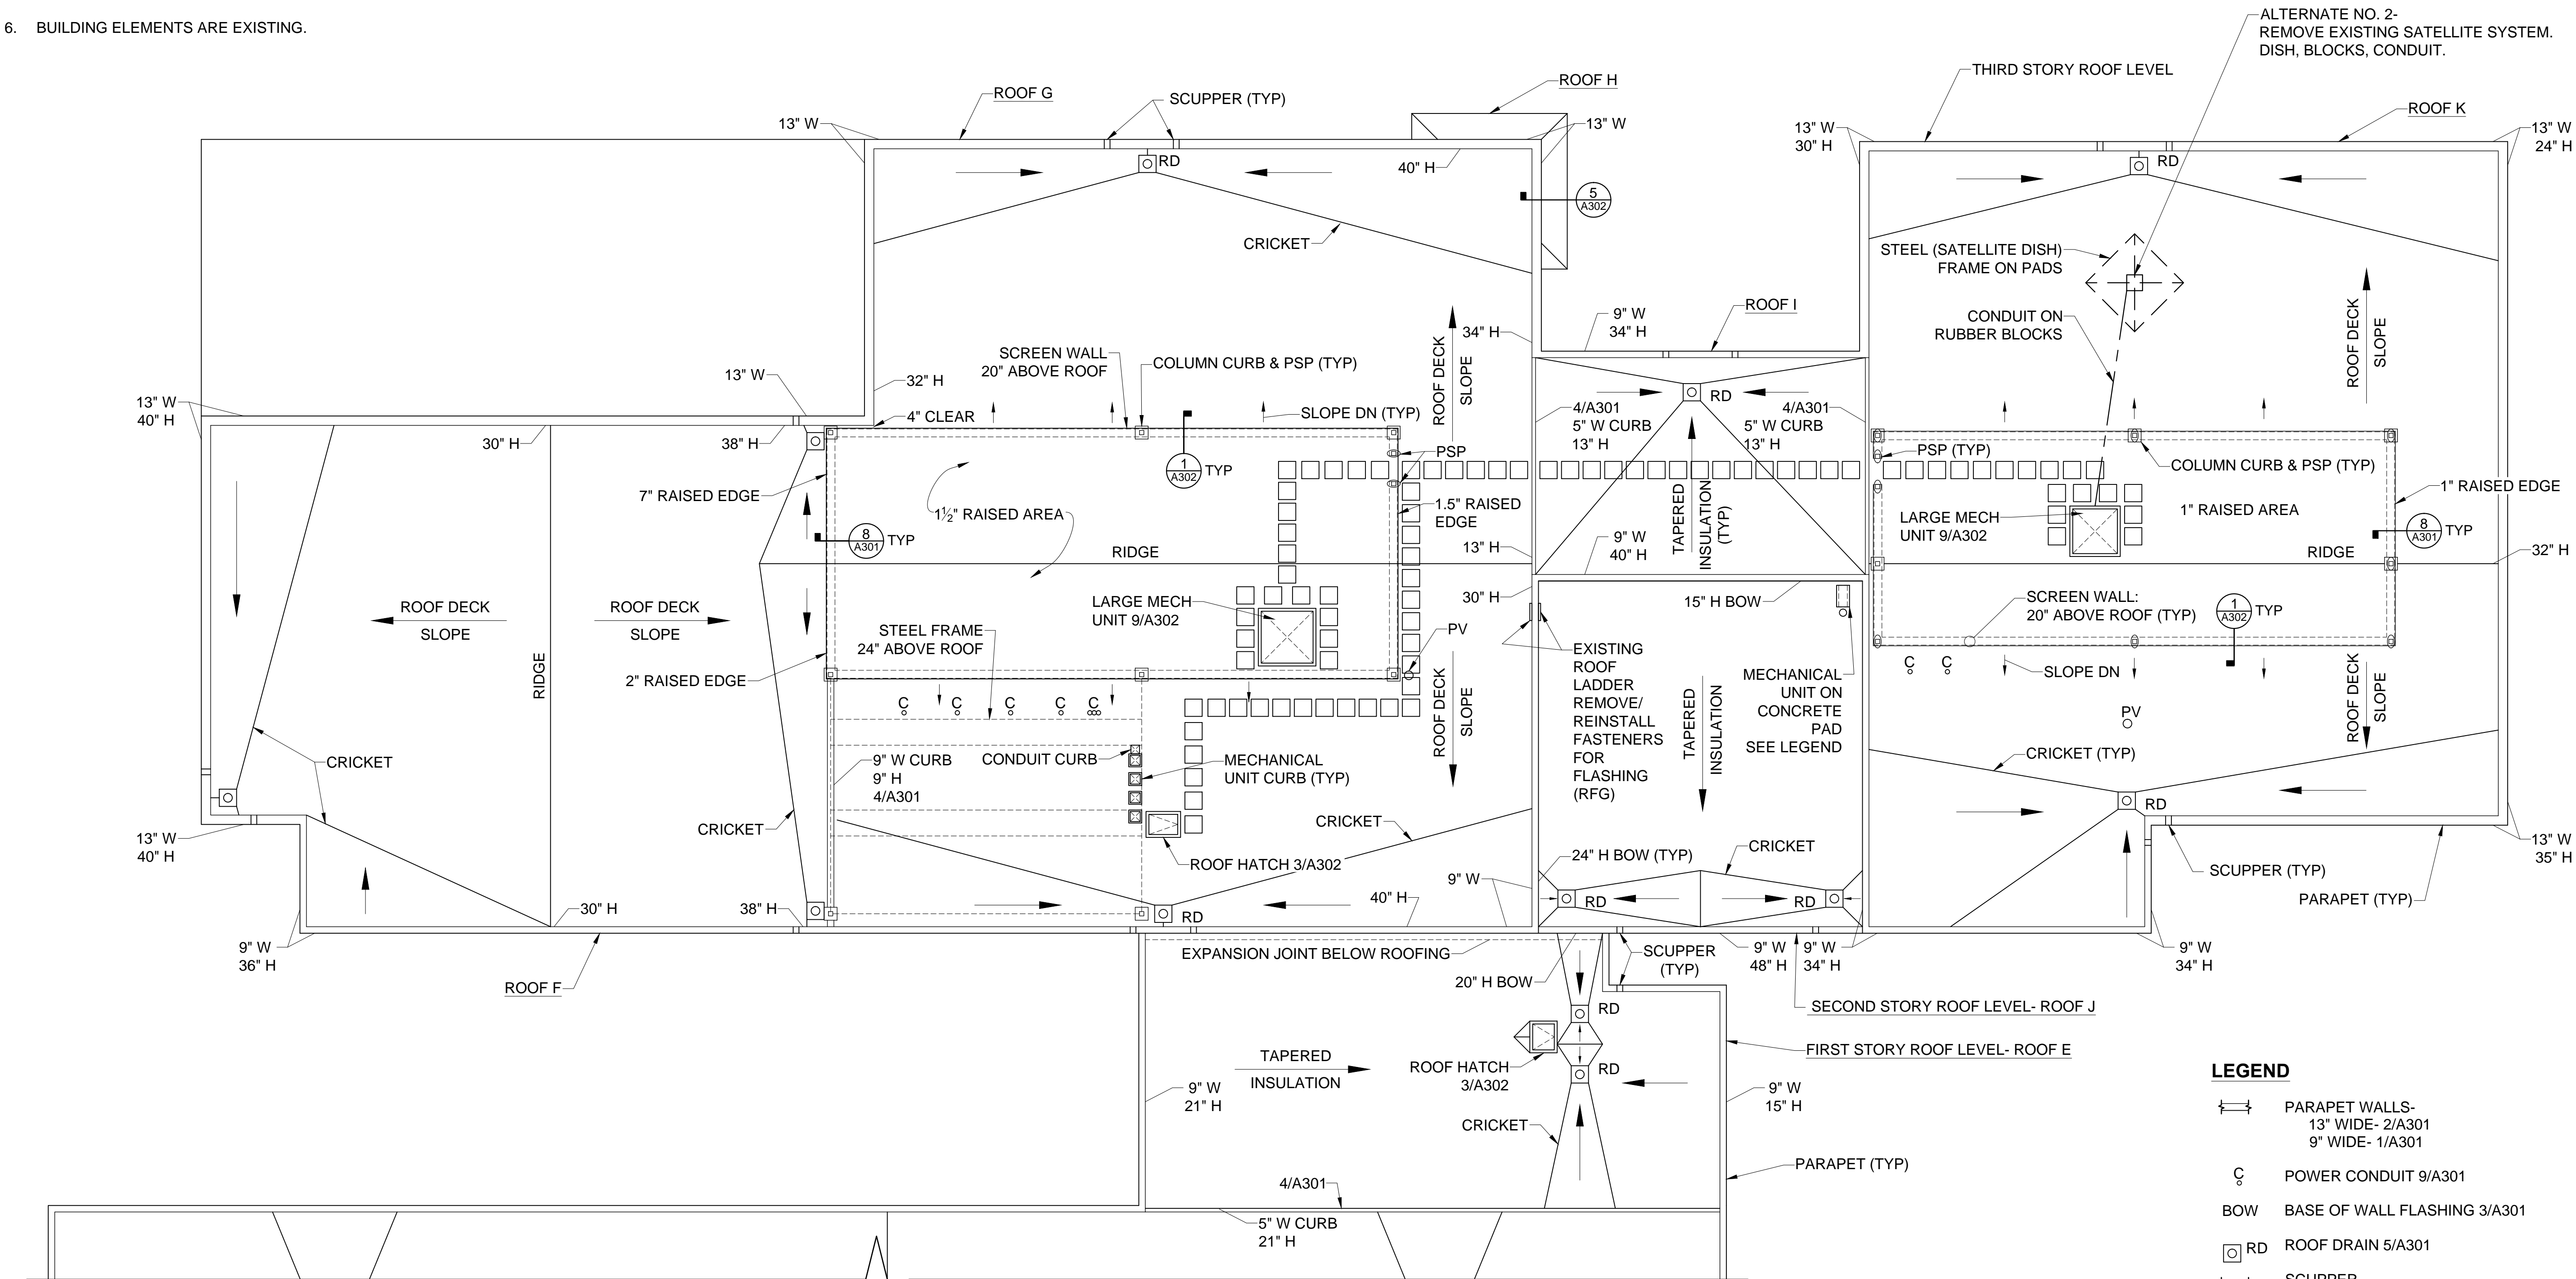 6. BUILDING ELEMENTS ARE EXISTING.
ALTERNATE NO. 2-
REMOVE EXISTING SATELLITE SYSTEM.
DISH, BLOCKS, CONDUIT.
THIRD STORY ROOF LEVEL
ROOF G
SCUPPER (TYP)
ROOF H
ROOF K
13" W
13" W
13" W
30" H
13" W
24" H
RD
40" H
RD
5
A302
CRICKET
STEEL (SATELLITE DISH)
FRAME ON PADS
ROOF I
9" W
34" H
34" H
CONDUIT ON
RUBBER BLOCKS
ROOF DECK
SLOPE
ROOF DECK
SLOPE
SCREEN WALL
20" ABOVE ROOF
COLUMN CURB & PSP (TYP)
13" W
32" H
13" W
40" H
4" CLEAR
SLOPE DN (TYP)
RD
4/A301
5" W CURB
13" H
4/A301
5" W CURB
13" H
30" H
38" H
1
A302
TYP
PSP
PSP (TYP)
COLUMN CURB & PSP (TYP)
7" RAISED EDGE
1 1/2" RAISED AREA
1.5" RAISED
EDGE
TAPERED
INSULATION
(TYP)
1" RAISED EDGE
LARGE MECH
UNIT 9/A302
1" RAISED AREA
8
A301
TYP
8
A301
TYP
RIDGE
13" H
9" W
40" H
RIDGE
32" H
30" H
15" H BOW
ROOF DECK
SLOPE
ROOF DECK
SLOPE
LARGE MECH
UNIT 9/A302
SCREEN WALL:
20" ABOVE ROOF (TYP)
1
A302
TYP
STEEL FRAME
24" ABOVE ROOF
PV
RIDGE
2" RAISED EDGE
EXISTING
ROOF
LADDER
REMOVE/
REINSTALL
FASTENERS
FOR
FLASHING
(RFG)
MECHANICAL
UNIT ON
CONCRETE
PAD
SEE LEGEND
TAPERED
INSULATION
C
C
SLOPE DN
C
C
C
C
C
ROOF DECK
SLOPE
PV
ROOF DECK
SLOPE
CRICKET
9" W CURB
9" H
4/A301
CONDUIT CURB
MECHANICAL
UNIT CURB (TYP)
CRICKET (TYP)
RD
CRICKET
CRICKET
13" W
40" H
ROOF HATCH 3/A302
24" H BOW (TYP)
CRICKET
13" W
35" H
SCUPPER (TYP)
PARAPET (TYP)
9" W
30" H
38" H
RD
40" H
RD
RD
9" W
36" H
ROOF F
EXPANSION JOINT BELOW ROOFING
SCUPPER
(TYP)
9" W
48" H
9" W
34" H
9" W
34" H
20" H BOW
RD
SECOND STORY ROOF LEVEL- ROOF J
FIRST STORY ROOF LEVEL- ROOF E
TAPERED
INSULATION
ROOF HATCH
3/A302
RD
9" W
21" H
9" W
15" H
CRICKET
PARAPET (TYP)
4/A301
5" W CURB
21" H
LEGEND
PARAPET WALLS-
13" WIDE- 2/A301
9" WIDE- 1/A301
C POWER CONDUIT 9/A301
BOW BASE OF WALL FLASHING 3/A301
RD ROOF DRAIN 5/A301
SCUPPER